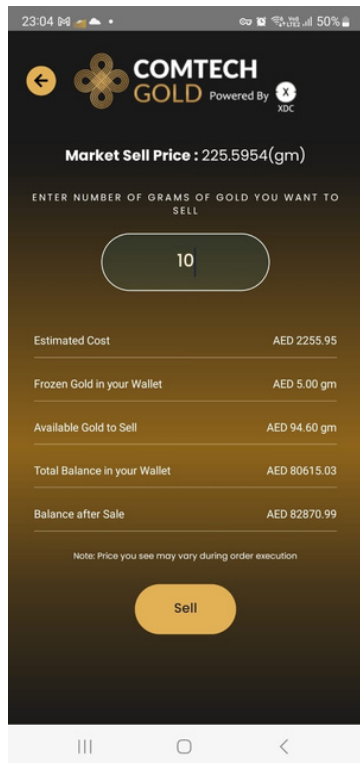 23:04 50%
COMTECH
GOLD Powered By X
XDC
Market Sell Price : 225.5954(gm)
ENTER NUMBER OF GRAMS OF GOLD YOU WANT TO
SELL
10
Estimated Cost AED 2255.95
Frozen Gold in your Wallet AED 5.00 gm
Available Gold to Sell AED 94.60 gm
Total Balance in your Wallet AED 80615.03
Balance after Sale AED 82870.99
Note: Price you see may vary during order execution
Sell